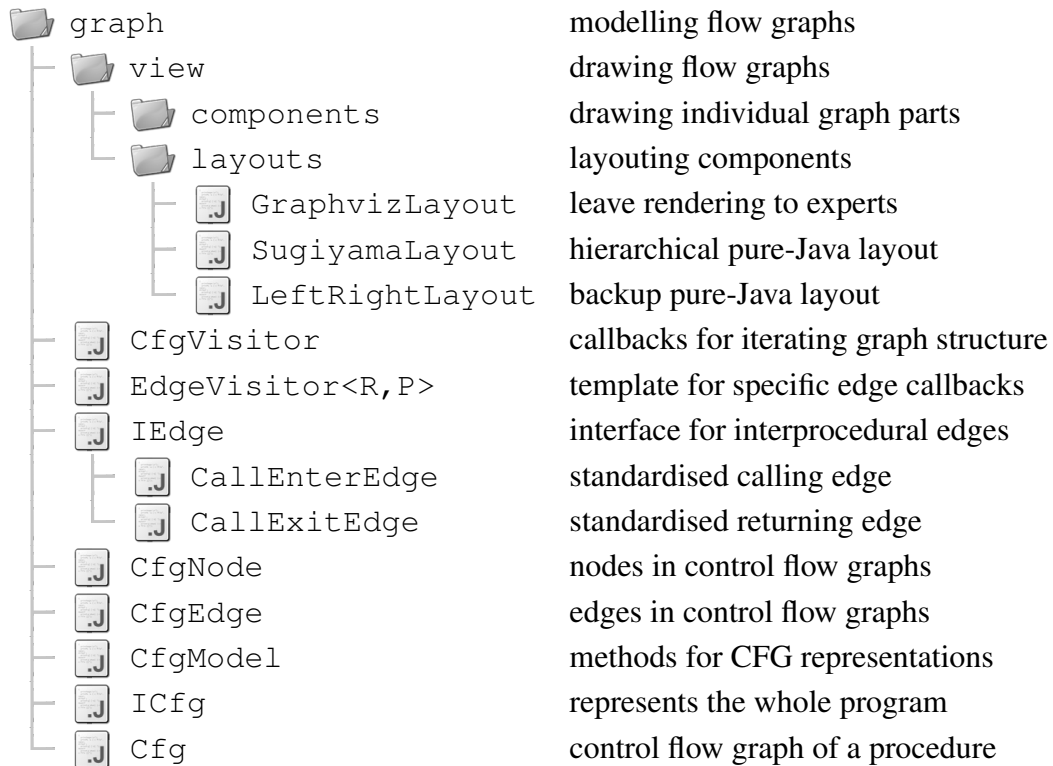 graph modelling flow graphs
view drawing flow graphs
components drawing individual graph parts
layouts layouting components
.J GraphvizLayout leave rendering to experts
.J SugiyamaLayout hierarchical pure-Java layout
.J LeftRightLayout backup pure-Java layout
.J CfgVisitor callbacks for iterating graph structure
.J EdgeVisitor<R,P> template for specific edge callbacks
.J IEdge interface for interprocedural edges
.J CallEnterEdge standardised calling edge
.J CallExitEdge standardised returning edge
.J CfgNode nodes in control flow graphs
.J CfgEdge edges in control flow graphs
.J CfgModel methods for CFG representations
.J ICfg represents the whole program
.J Cfg control flow graph of a procedure